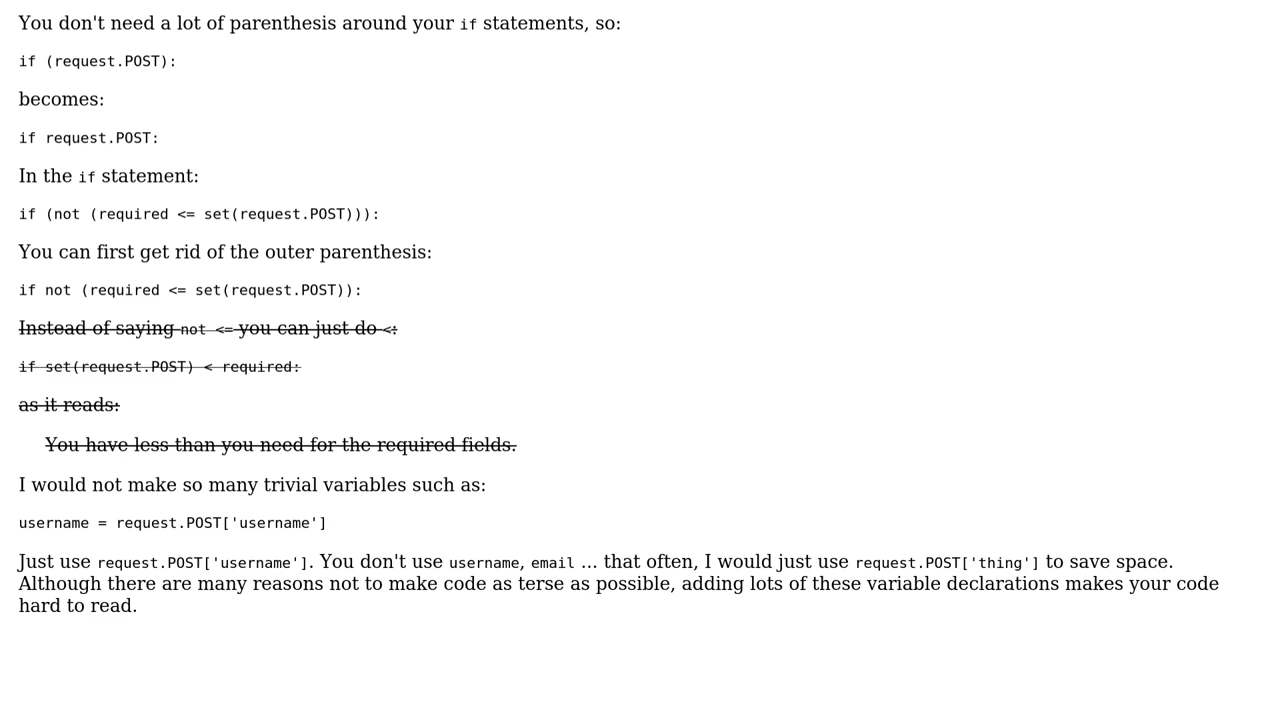 You don't need a lot of parenthesis around your if statements, so:
if (request.POST):
becomes:
if request.POST:
In the if statement:
if (not (required <= set(request.POST))):
You can first get rid of the outer parenthesis:
if not (required <= set(request.POST)):
Instead of saying not <= you can just do <:
if set(request.POST) < required:
as it reads:
You have less than you need for the required fields.
I would not make so many trivial variables such as:
username = request.POST['username']
Just use request.POST['username']. You don't use username, email ... that often, I would just use request.POST['thing'] to save space.
Although there are many reasons not to make code as terse as possible, adding lots of these variable declarations makes your code
hard to read.